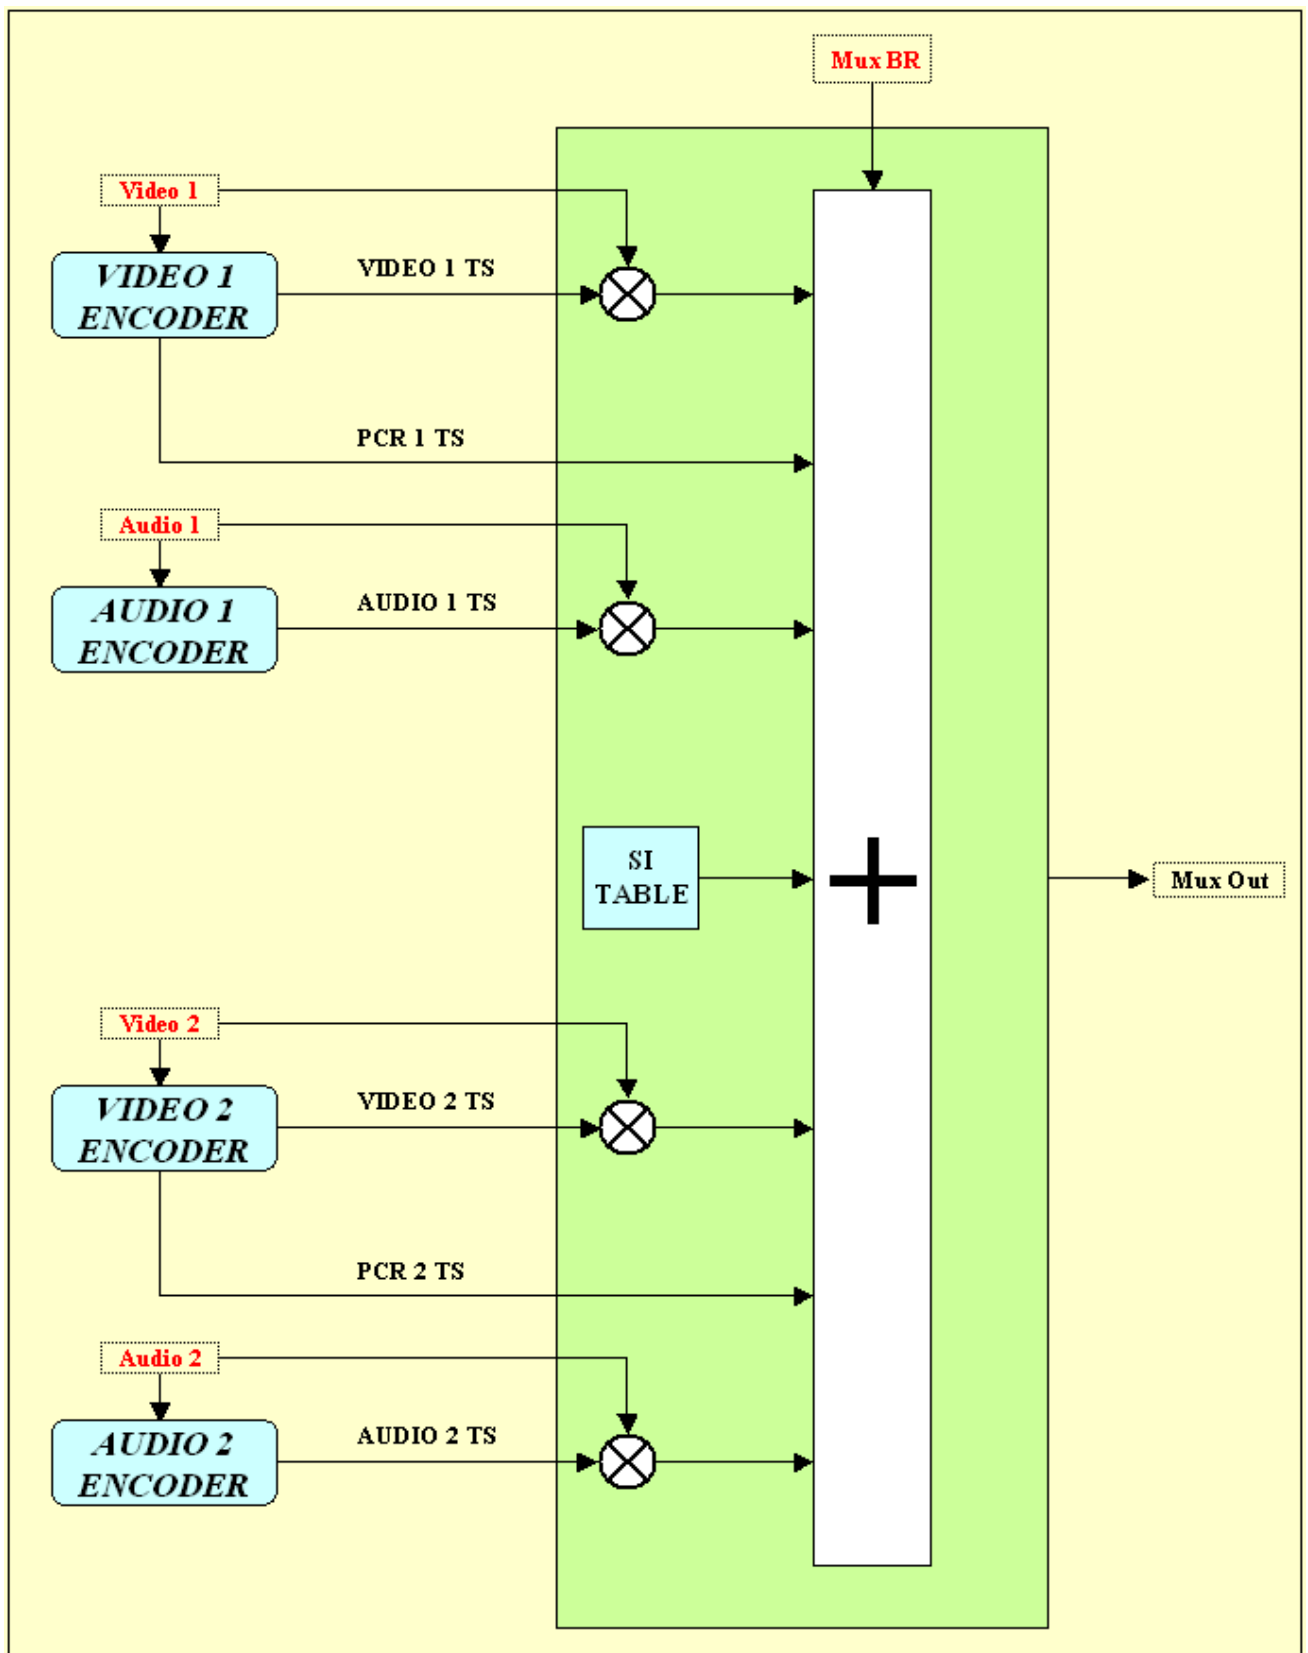 Mux BR
Video 1
VIDEO 1
ENCODER
VIDEO 1 TS
PCR 1 TS
Audio 1
AUDIO 1
ENCODER
AUDIO 1 TS
SI
TABLE
+
Mux Out
Video 2
VIDEO 2
ENCODER
VIDEO 2 TS
PCR 2 TS
Audio 2
AUDIO 2
ENCODER
AUDIO 2 TS